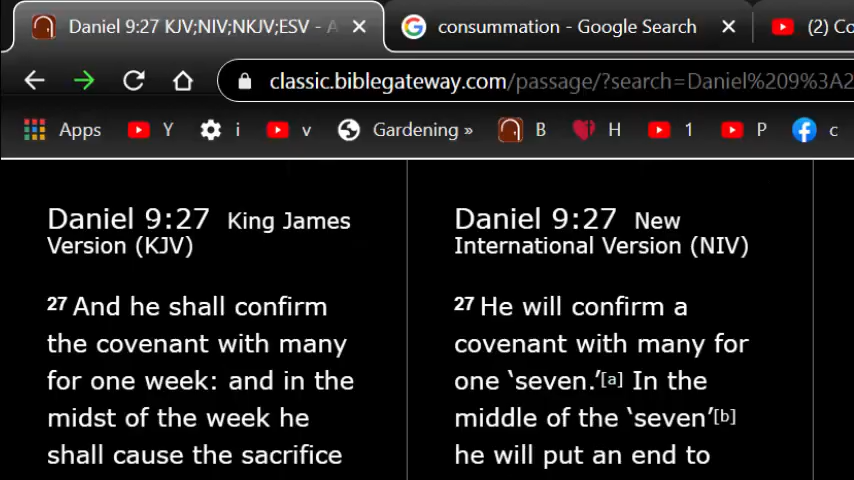 Daniel 9:27 KJV;NIV;NKJV;ESV - A
consummation - Google Search
(2) Co
classic.biblegateway.com/passage/?search=Daniel%209%3A2
Apps Y i v Gardening » B H 1 P c
Daniel 9:27 King James
Version (KJV)
27 And he shall confirm
the covenant with many
for one week: and in the
midst of the week he
shall cause the sacrifice
Daniel 9:27 New
International Version (NIV)
27 He will confirm a
covenant with many for
one ‘seven.’[a] In the
middle of the ‘seven’[b]
he will put an end to